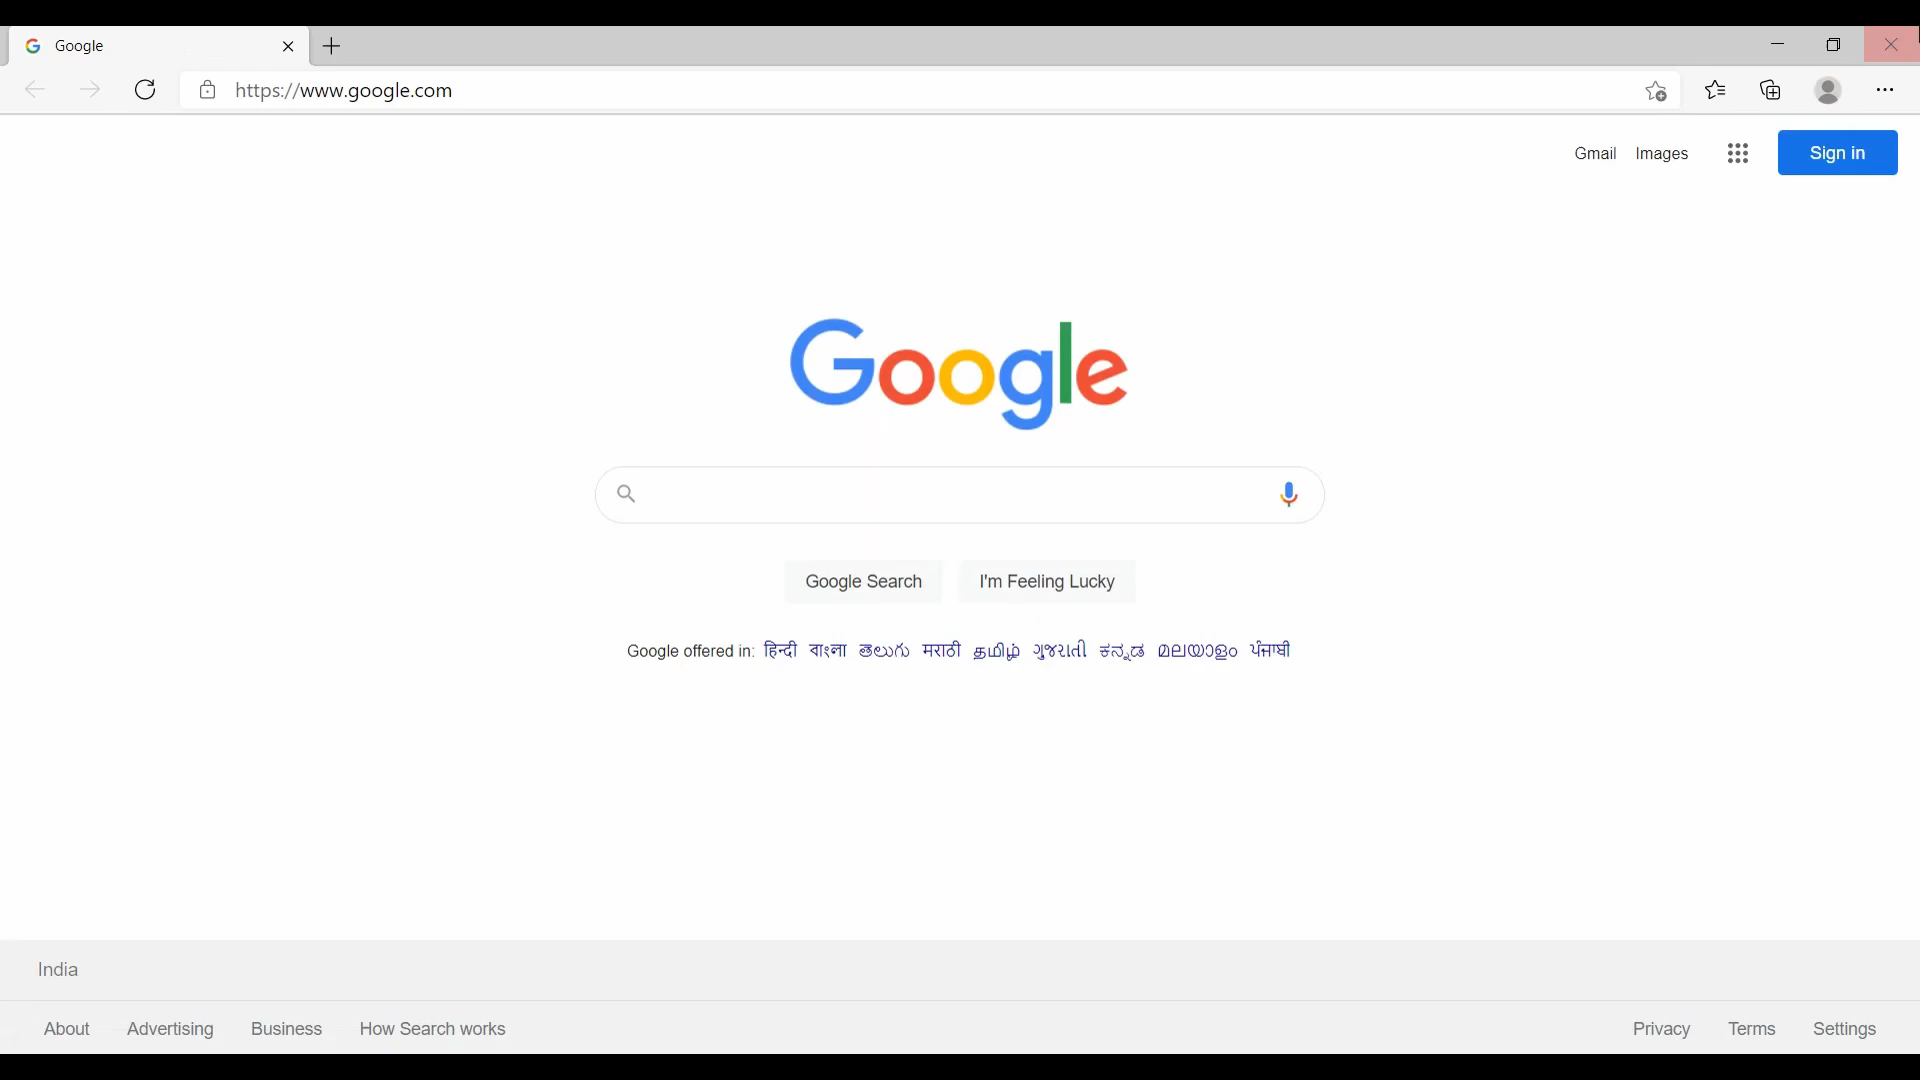 Google
https://www.google.com
Gmail Images Sign in
Google
Google Search I'm Feeling Lucky
Google offered in: हिन्दी বাংলা తెలుగు मराठी தமிழ் ગુજરાતી ಕನ್ನಡ മലയാളം ਪੰਜਾਬੀ
India
About Advertising Business How Search works Privacy Terms Settings